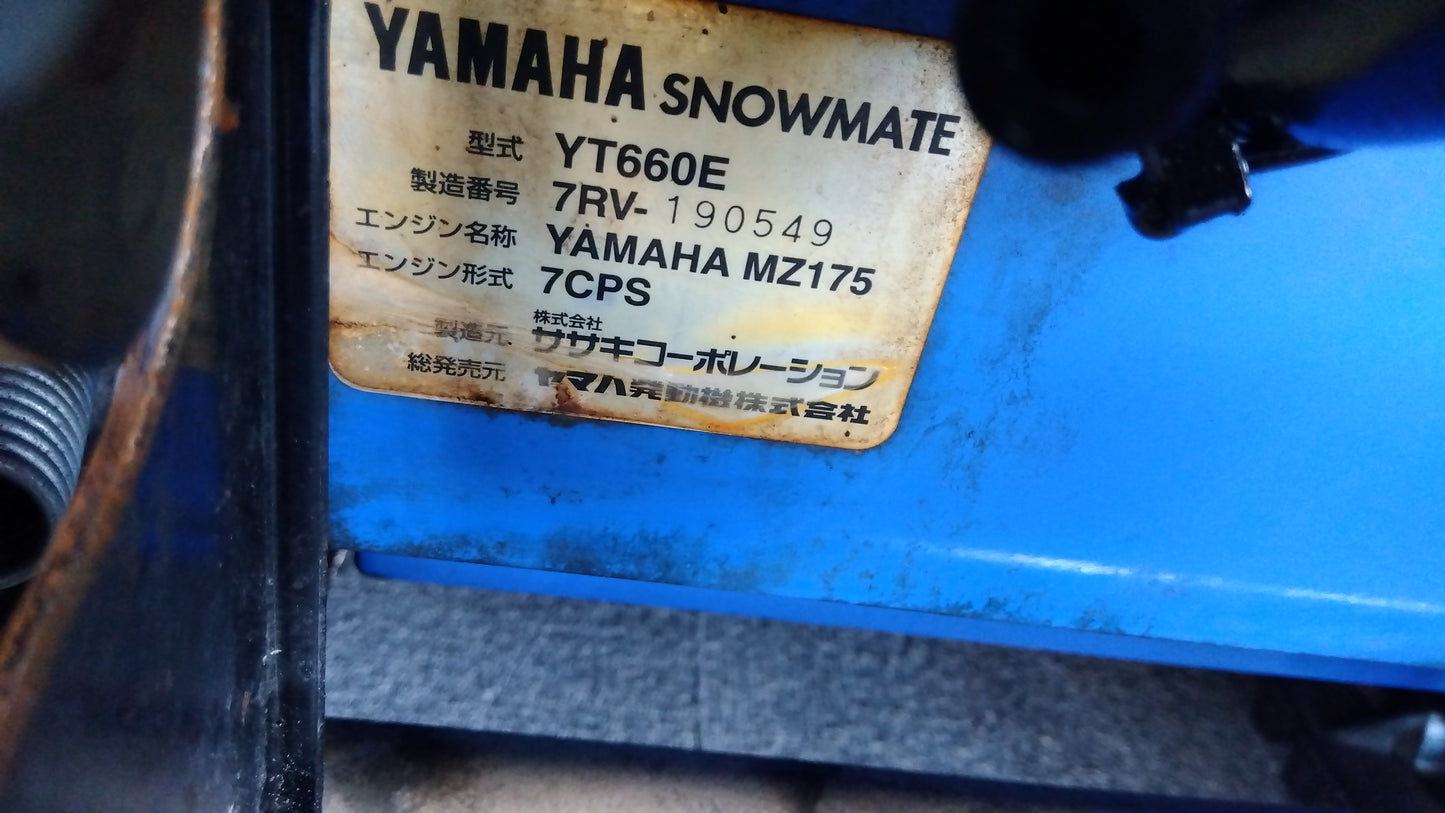 YAMAHA SNOWMATE
型式 YT660E
製造番号 7RV-190549
エンジン名称 YAMAHA MZ175
エンジン形式 7CPS
製造元 株式会社ササキコーポレーション
総発売元 ヤマハ発動機株式会社